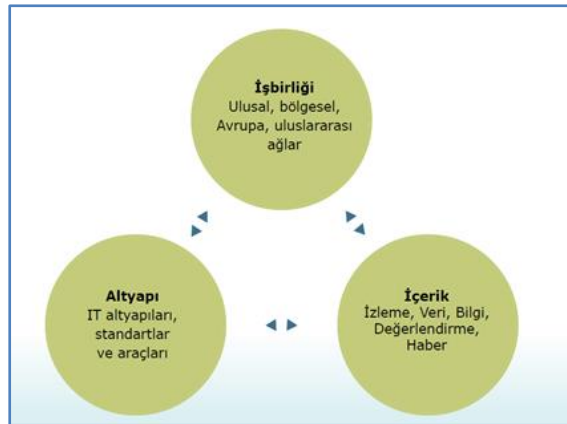 İşbirliği
Ulusal, bölgesel,
Avrupa, uluslararası
ağlar
Altyapı
IT altyapıları,
standartlar
ve araçları
İçerik
İzleme, Veri, Bilgi,
Değerlendirme,
Haber